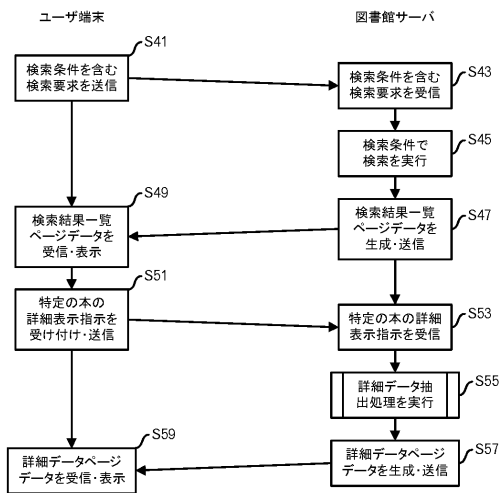 ユーザ端末
図書館サーバ
S41
検索条件を含む
検索要求を送信
S43
検索条件を含む
検索要求を受信
S45
検索条件で
検索を実行
S47
検索結果一覧
ページデータを
生成・送信
S49
検索結果一覧
ページデータを
受信・表示
S51
特定の本の
詳細表示指示を
受け付け・送信
S53
特定の本の詳細
表示指示を受信
S55
詳細データ抽
出処理を実行
S57
詳細データページ
データを生成・送信
S59
詳細データページ
データを受信・表示